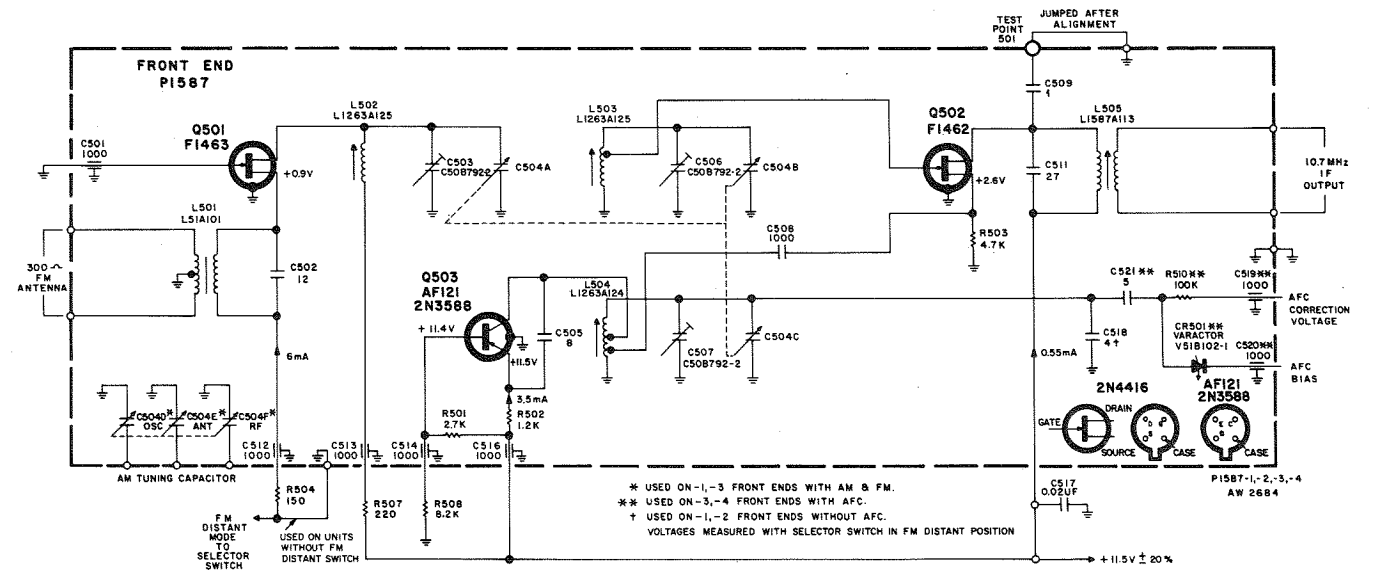 TEST
POINT
501
JUMPED AFTER
ALIGNMENT
FRONT END
P1587
C509
1
L502
L1263A125
L503
L1263A125
Q501
F1463
Q502
F1462
L505
L1587A113
C501
1000
C503
C50B792-2
C504A
C506
C50B792-2
C504B
C511
27
10.7MHz
IF
OUTPUT
+0.9V
+2.6V
L501
L51A101
R503
4.7K
C508
1000
300 Ω
FM
ANTENNA
C502
12
Q503
AF121
2N3588
L504
L1263A124
C521**
5
R510**
100K
C519**
1000
AFC
CORRECTION
VOLTAGE
+11.4V
+11.5V
C505
8
C507
C50B792-2
C504C
C518
4†
CR501**
VARACTOR
V51B102-1
C520**
1000
AFC
BIAS
6mA
0.55mA
3.5mA
R501
2.7K
R502
1.2K
2N4416
AF121
2N3588
DRAIN
GATE
SOURCE
D
G
S
CASE
E
C
B
CASE
C504D*
OSC
C504E*
ANT
C504F*
RF
C512
1000
C513
1000
C514
1000
C516
1000
AM TUNING CAPACITOR
P1587-1,-2,-3,-4
AW 2684
R504
150
R507
220
R508
8.2K
C517
0.02UF
* USED ON -1,-3 FRONT ENDS WITH AM & FM.
** USED ON -3,-4 FRONT ENDS WITH AFC.
† USED ON -1,-2 FRONT ENDS WITHOUT AFC.
VOLTAGES MEASURED WITH SELECTOR SWITCH IN FM DISTANT POSITION
FM
DISTANT
MODE
TO
SELECTOR
SWITCH
USED ON UNITS
WITHOUT FM
DISTANT SWITCH
+11.5V ± 20%